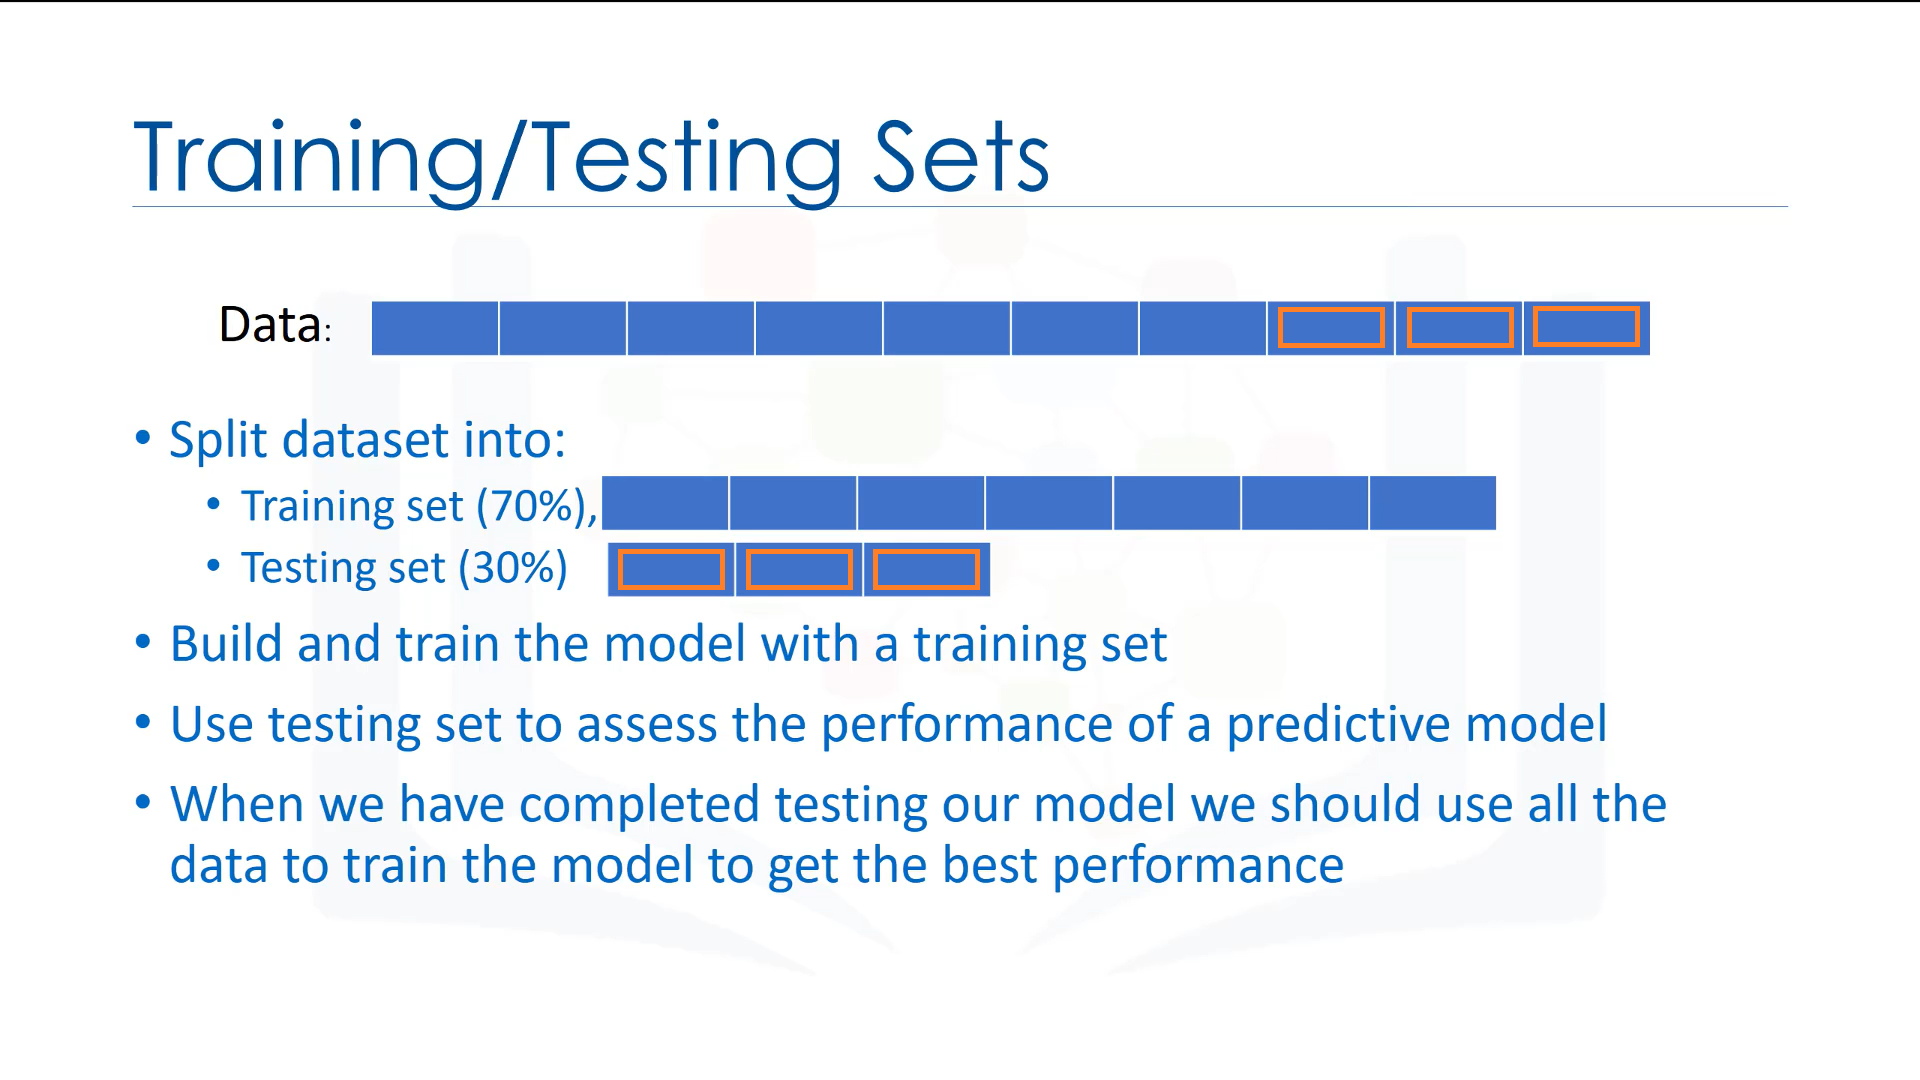 Training/Testing Sets
Data:
• Split dataset into:
• Training set (70%),
• Testing set (30%)
• Build and train the model with a training set
• Use testing set to assess the performance of a predictive model
• When we have completed testing our model we should use all the
data to train the model to get the best performance